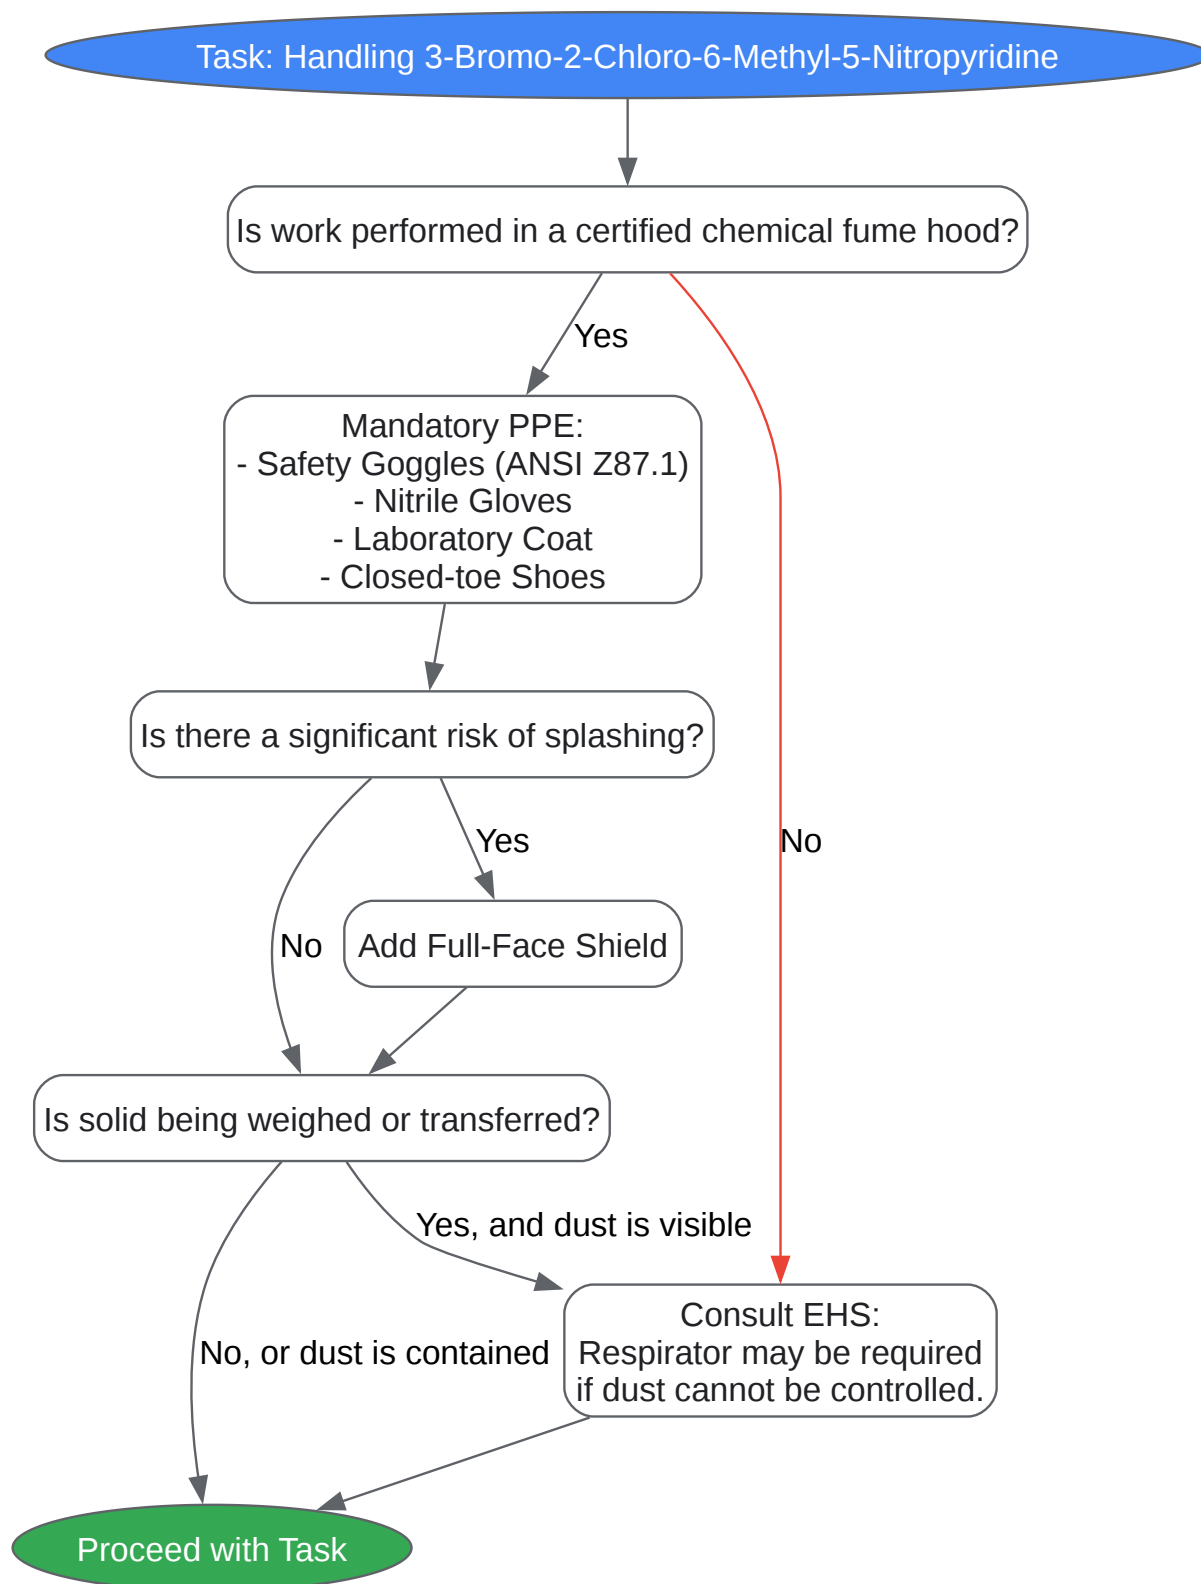 Task: Handling 3-Bromo-2-Chloro-6-Methyl-5-Nitropyridine
Is work performed in a certified chemical fume hood?
Yes
Mandatory PPE:
- Safety Goggles (ANSI Z87.1)
- Nitrile Gloves
- Laboratory Coat
- Closed-toe Shoes
Is there a significant risk of splashing?
Yes
No
No
Add Full-Face Shield
Is solid being weighed or transferred?
Yes, and dust is visible
No, or dust is contained
Consult EHS:
Respirator may be required
if dust cannot be controlled.
Proceed with Task